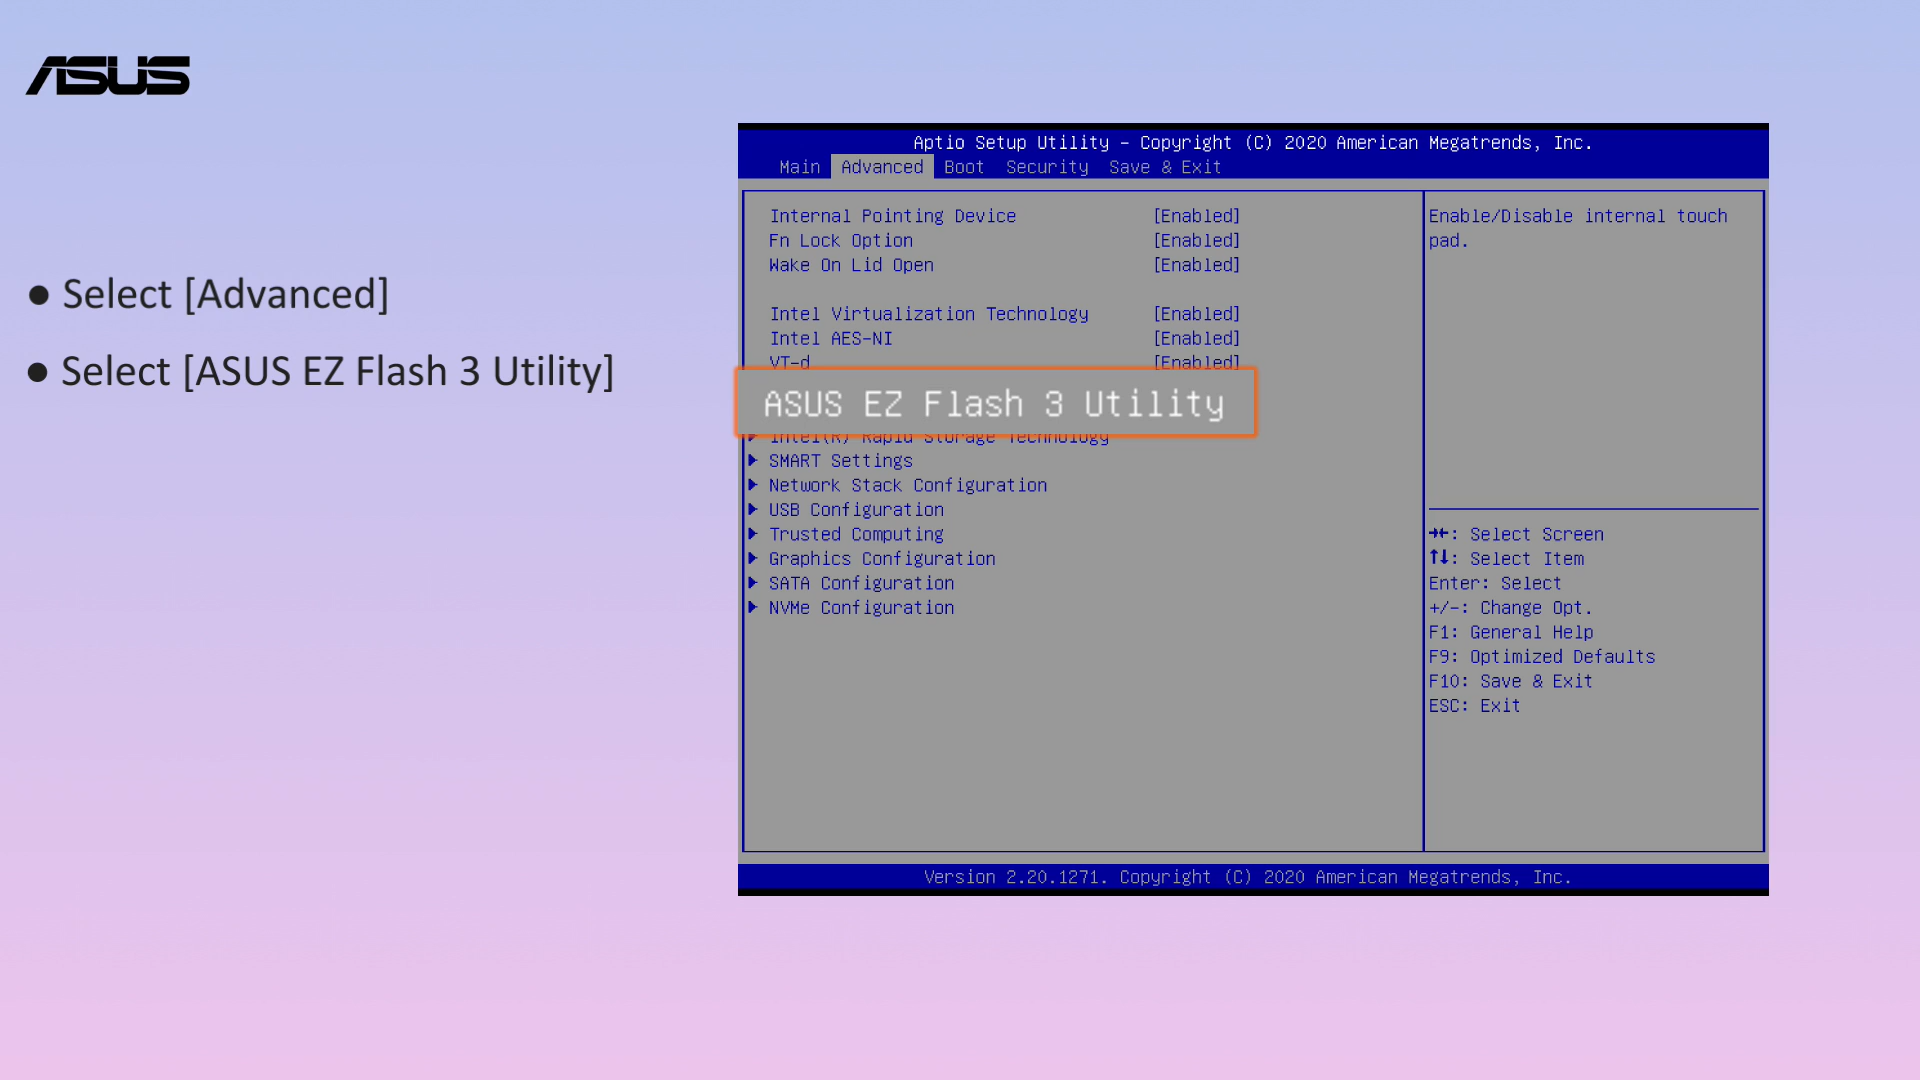 ASUS
● Select [Advanced]
● Select [ASUS EZ Flash 3 Utility]
Aptio Setup Utility – Copyright (C) 2020 American Megatrends, Inc.
Main Advanced Boot Security Save & Exit
Internal Pointing Device [Enabled]
Fn Lock Option [Enabled]
Wake On Lid Open [Enabled]
Intel Virtualization Technology [Enabled]
Intel AES-NI [Enabled]
VT-d [Enabled]
ASUS EZ Flash 3 Utility
Intel(R) Rapid Storage Technology
SMART Settings
Network Stack Configuration
USB Configuration
Trusted Computing
Graphics Configuration
SATA Configuration
NVMe Configuration
Enable/Disable internal touch
pad.
→←: Select Screen
↑↓: Select Item
Enter: Select
+/-: Change Opt.
F1: General Help
F9: Optimized Defaults
F10: Save & Exit
ESC: Exit
Version 2.20.1271. Copyright (C) 2020 American Megatrends, Inc.